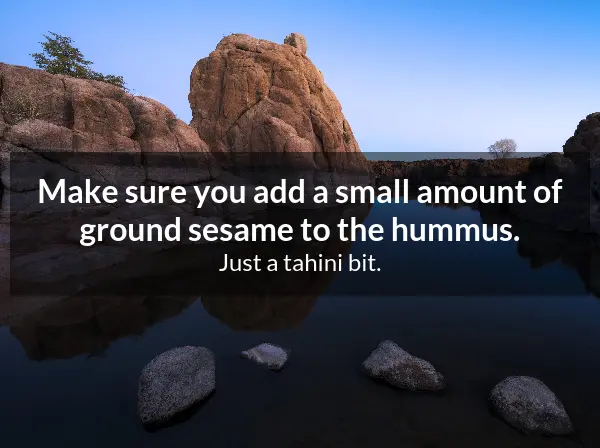 Make sure you add a small amount of
ground sesame to the hummus.
Just a tahini bit.